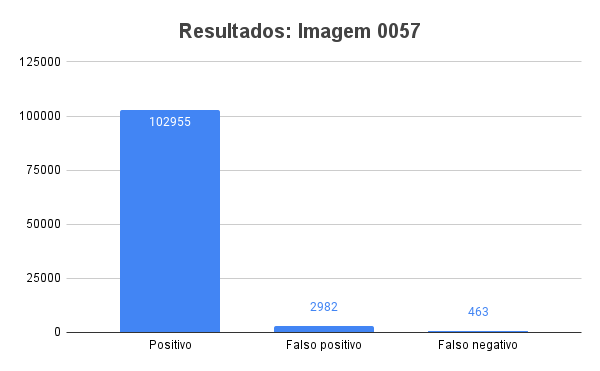 Resultados: Imagem 0057
125000
100000
75000
50000
25000
0
102955
2982
463
Positivo
Falso positivo
Falso negativo